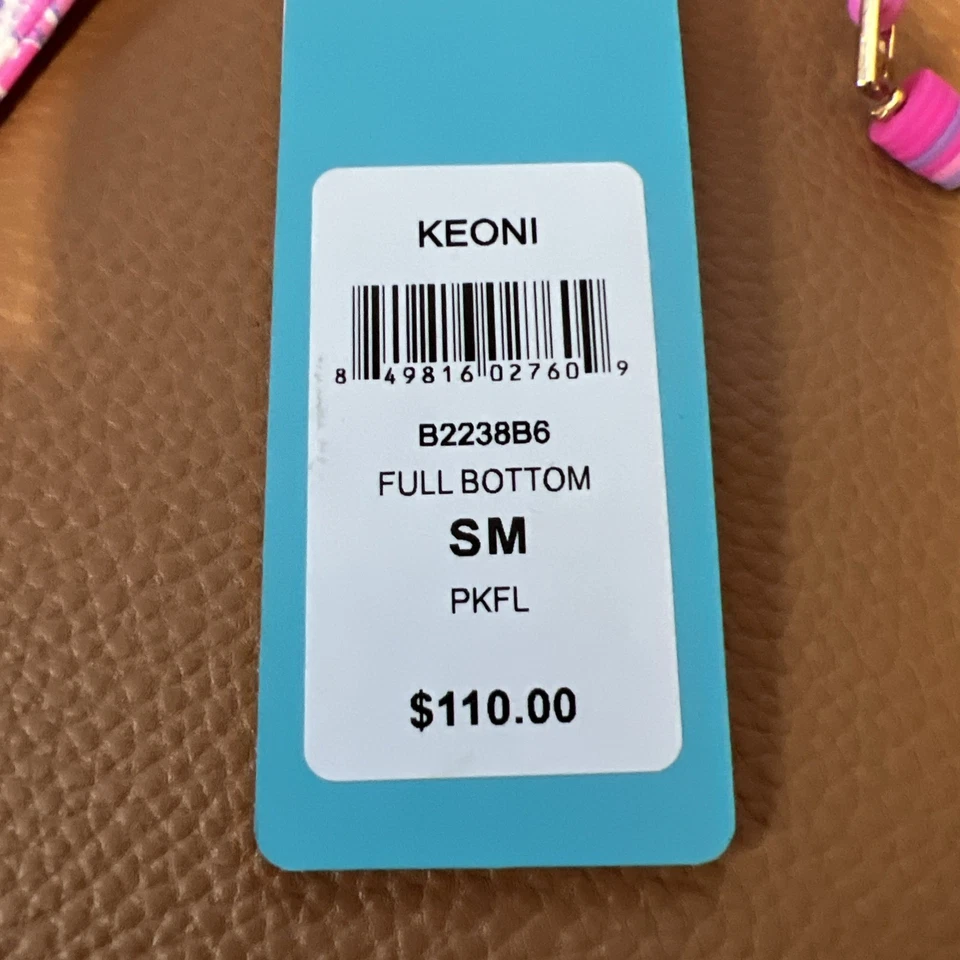 KEONI
8 49816 02760 9
B2238B6
FULL BOTTOM
SM
PKFL
$110.00